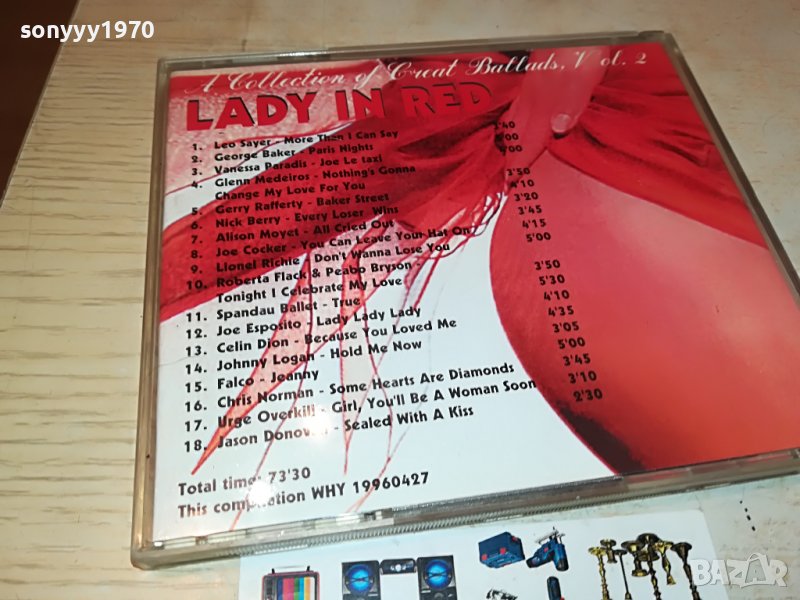 sonyyy1970
A Collection of Great Ballads, Vol. 2
LADY IN RED
1. Leo Sayer - More Than I Can Say 3'40
2. George Baker - Paris Nights 5'00
3. Vanessa Paradis - Joe Le taxi 4'00
4. Glenn Medeiros - Nothing's Gonna
Change My Love For You 3'50
5. Gerry Rafferty - Baker Street 4'10
6. Nick Berry - Every Loser Wins 3'20
7. Alison Moyet - All Cried Out 3'45
8. Joe Cocker - You Can Leave Your Hat On 4'15
9. Lionel Richie - Don't Wanna Lose You 5'00
10. Roberta Flack & Peabo Bryson -
Tonight I Celebrate My Love 3'50
11. Spandau Ballet - True 5'30
12. Joe Esposito - Lady Lady Lady 4'10
13. Celin Dion - Because You Loved Me 4'35
14. Johnny Logan - Hold Me Now 3'05
15. Falco - Jeanny 5'00
16. Chris Norman - Some Hearts Are Diamonds 3'45
17. Urge Overkill - Girl, You'll Be A Woman Soon 3'10
18. Jason Donovan - Sealed With A Kiss 2'30
Total time: 73'30
This compilation WHY 19960427
BAZAR